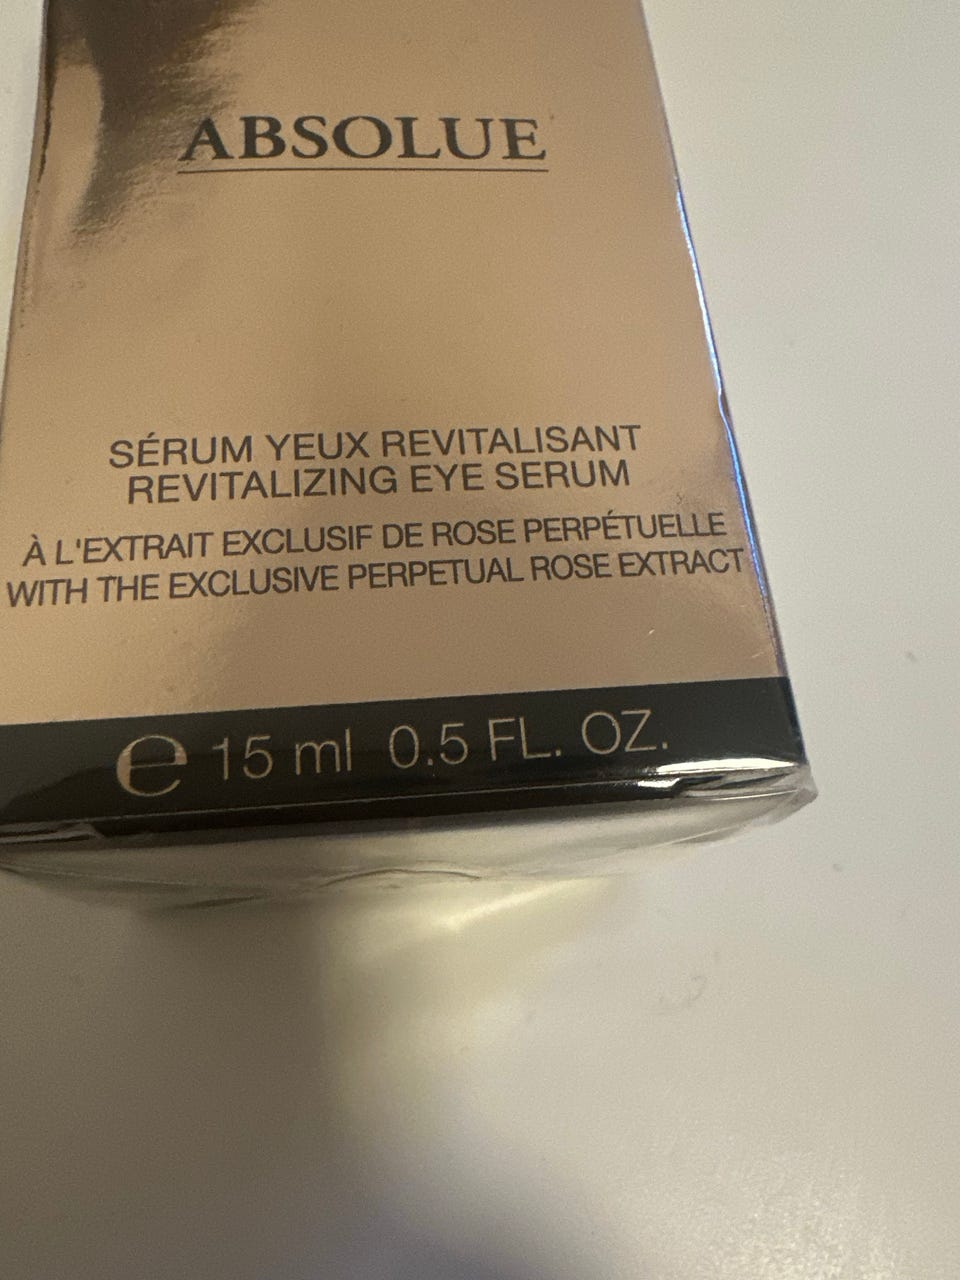 ABSOLUE
SÉRUM YEUX REVITALISANT
REVITALIZING EYE SERUM
À L'EXTRAIT EXCLUSIF DE ROSE PERPÉTUELLE
WITH THE EXCLUSIVE PERPETUAL ROSE EXTRACT
℮ 15 ml 0.5 FL. OZ.